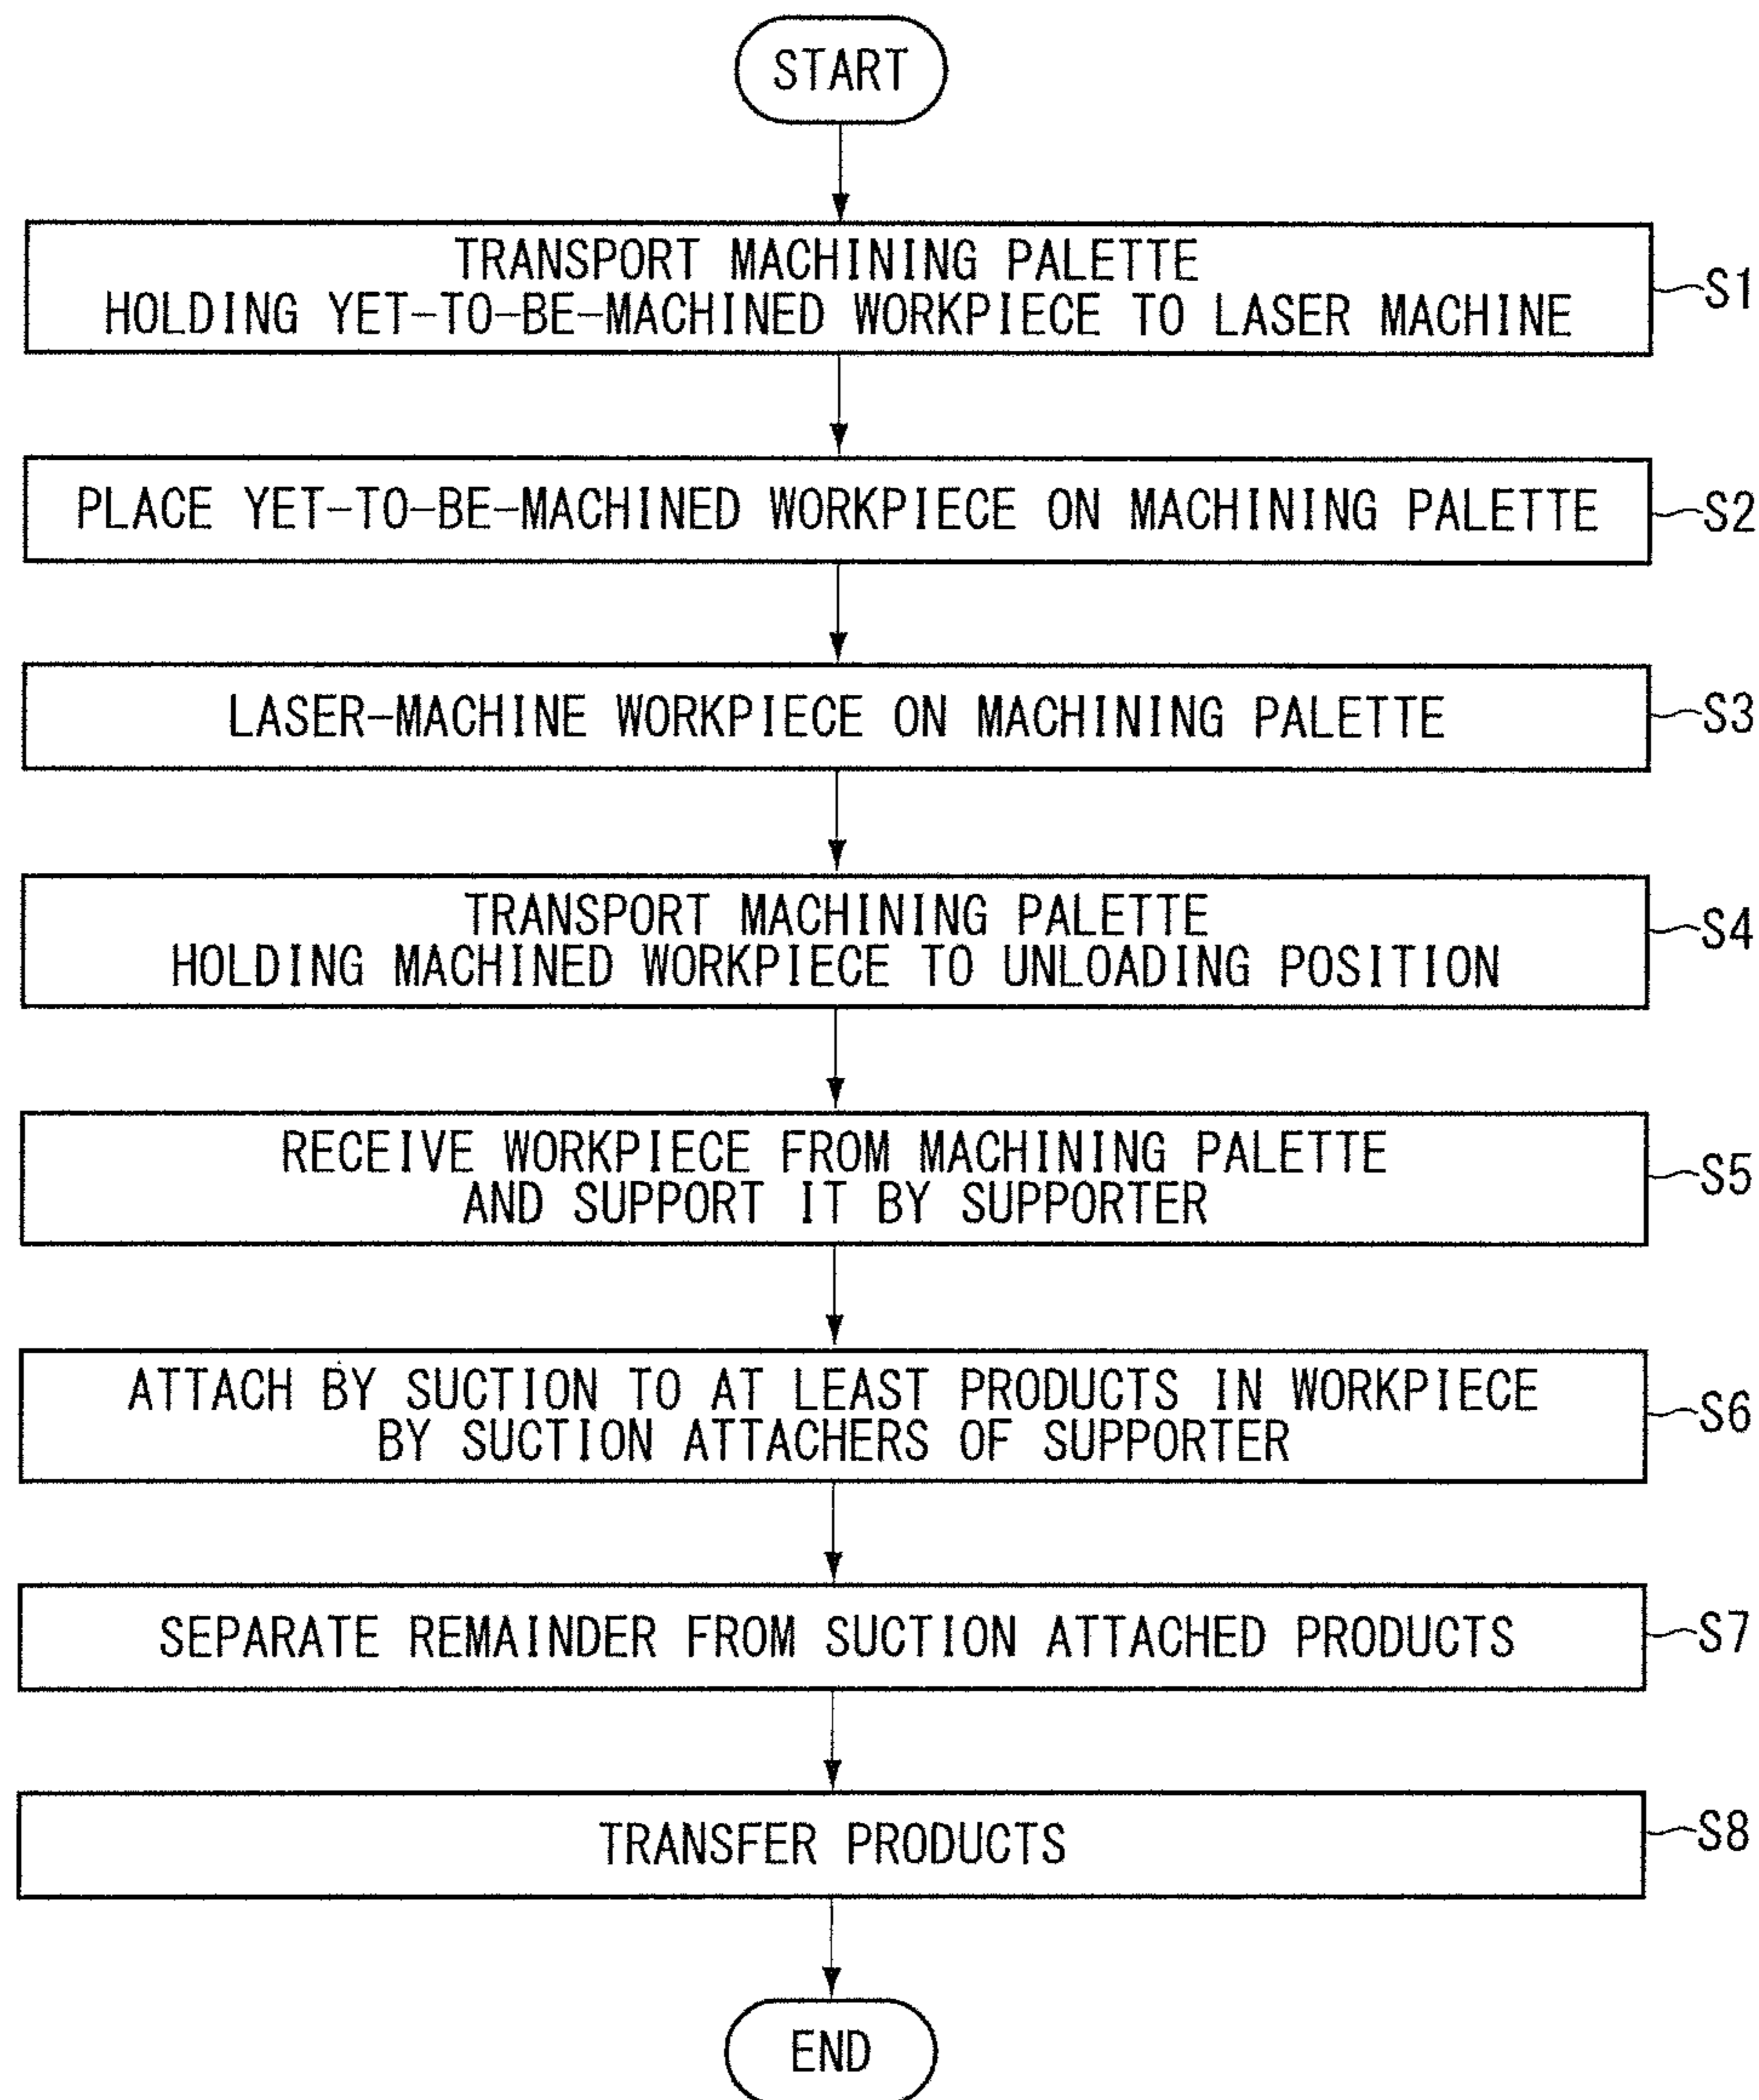 START
TRANSPORT MACHINING PALETTE
HOLDING YET-TO-BE-MACHINED WORKPIECE TO LASER MACHINE
S1
PLACE YET-TO-BE-MACHINED WORKPIECE ON MACHINING PALETTE
S2
LASER-MACHINE WORKPIECE ON MACHINING PALETTE
S3
TRANSPORT MACHINING PALETTE
HOLDING MACHINED WORKPIECE TO UNLOADING POSITION
S4
RECEIVE WORKPIECE FROM MACHINING PALETTE
AND SUPPORT IT BY SUPPORTER
S5
ATTACH BY SUCTION TO AT LEAST PRODUCTS IN WORKPIECE
BY SUCTION ATTACHERS OF SUPPORTER
S6
SEPARATE REMAINDER FROM SUCTION ATTACHED PRODUCTS
S7
TRANSFER PRODUCTS
S8
END